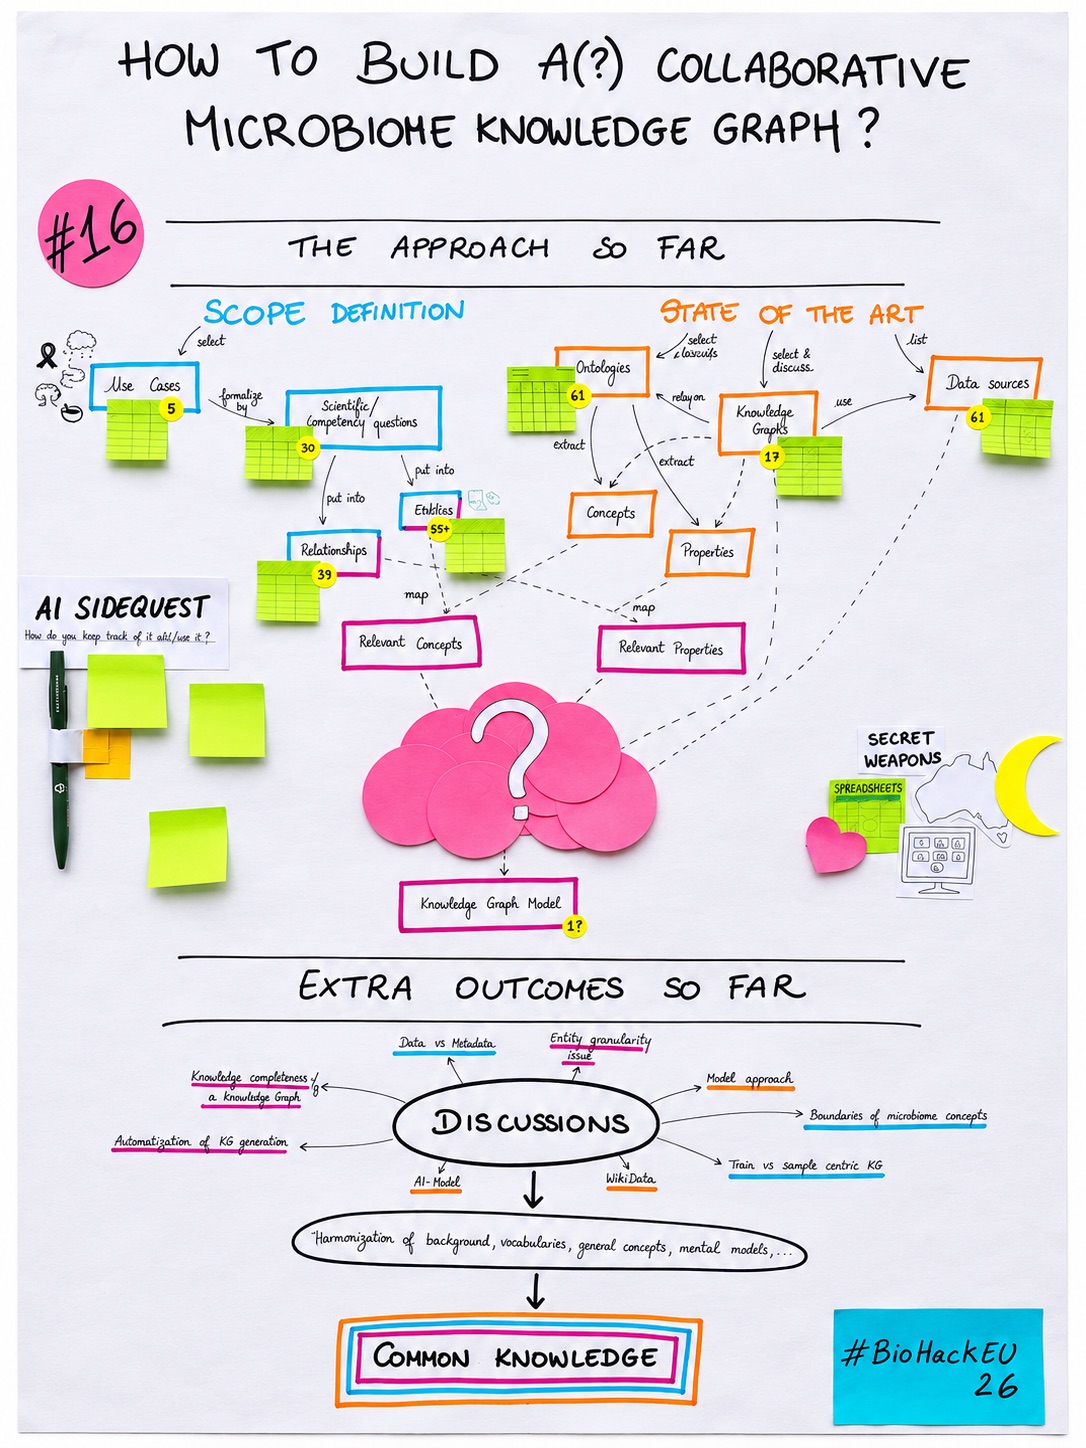 HOW TO BUILD A(?) COLLABORATIVE
MICROBIOME KNOWLEDGE GRAPH?
#16
THE APPROACH SO FAR
SCOPE DEFINITION
STATE OF THE ART
select
Use Cases
5
formalize
by
Scientific/
Competency questions
30
put into
put into
Entities
55+
Relationships
39
select
Ontologies
61
rely on
select &
discuss
Knowledge
Graphs
17
use
list
Data sources
61
extract
extract
Concepts
Properties
map
map
Relevant Concepts
Relevant Properties
AI SIDEQUEST
How do you keep track of it all/use it?
?
SECRET
WEAPONS
SPREADSHEETS
map
Knowledge Graph Model
1?
EXTRA OUTCOMES SO FAR
Data vs Metadata
Entity granularity
issue
Knowledge completeness of
a Knowledge Graph
Model approach
DISCUSSIONS
Boundaries of microbiome concepts
Automatization of KG generation
Train vs sample centric KG
AI-Model
WikiData
"Harmonization of background, vocabularies, general concepts, mental models, ...
COMMON KNOWLEDGE
#BioHackEU
26